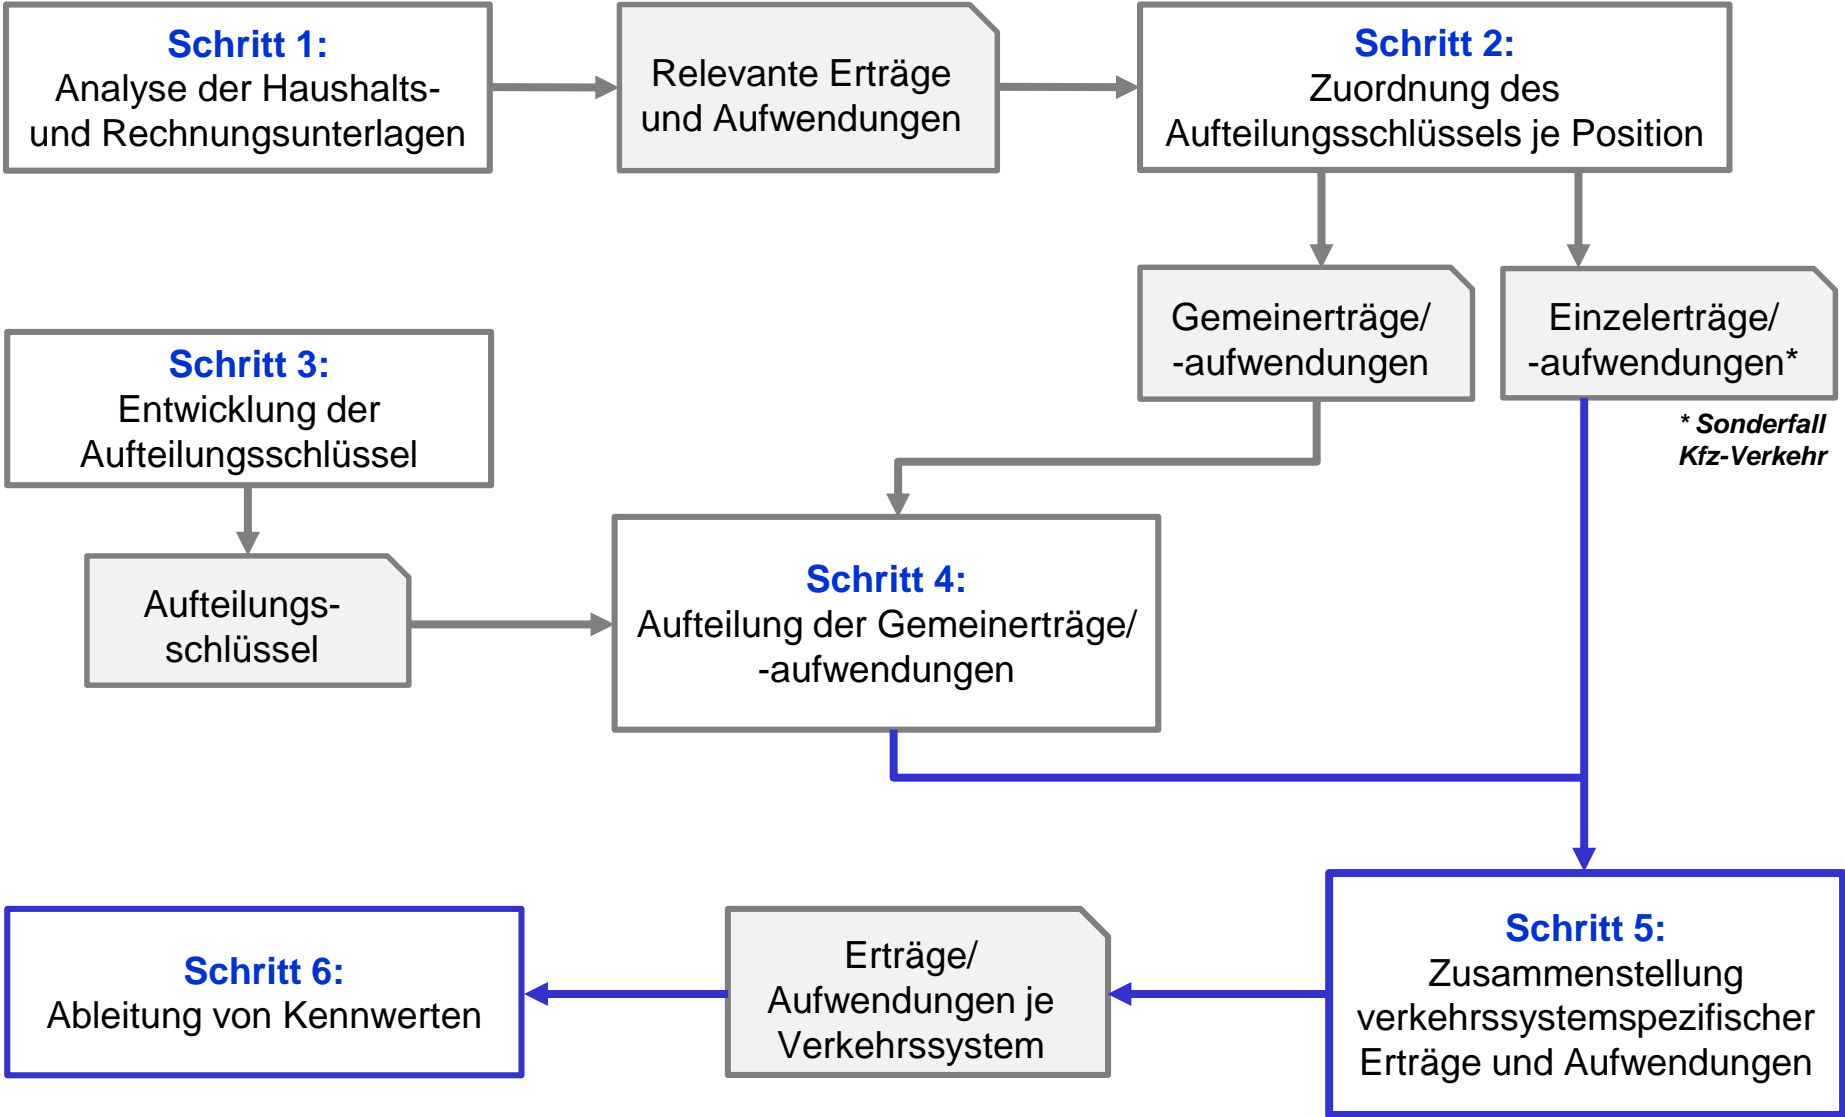 Schritt 1:
Analyse der Haushalts-
und Rechnungsunterlagen
Relevante Erträge
und Aufwendungen
Schritt 2:
Zuordnung des
Aufteilungsschlüssels je Position
Gemeinerträge/
-aufwendungen
Einzelerträge/
-aufwendungen*
* Sonderfall
Kfz-Verkehr
Schritt 3:
Entwicklung der
Aufteilungsschlüssel
Aufteilungs-
schlüssel
Schritt 4:
Aufteilung der Gemeinerträge/
-aufwendungen
Schritt 5:
Zusammenstellung
verkehrssystemspezifischer
Erträge und Aufwendungen
Erträge/
Aufwendungen je
Verkehrssystem
Schritt 6:
Ableitung von Kennwerten